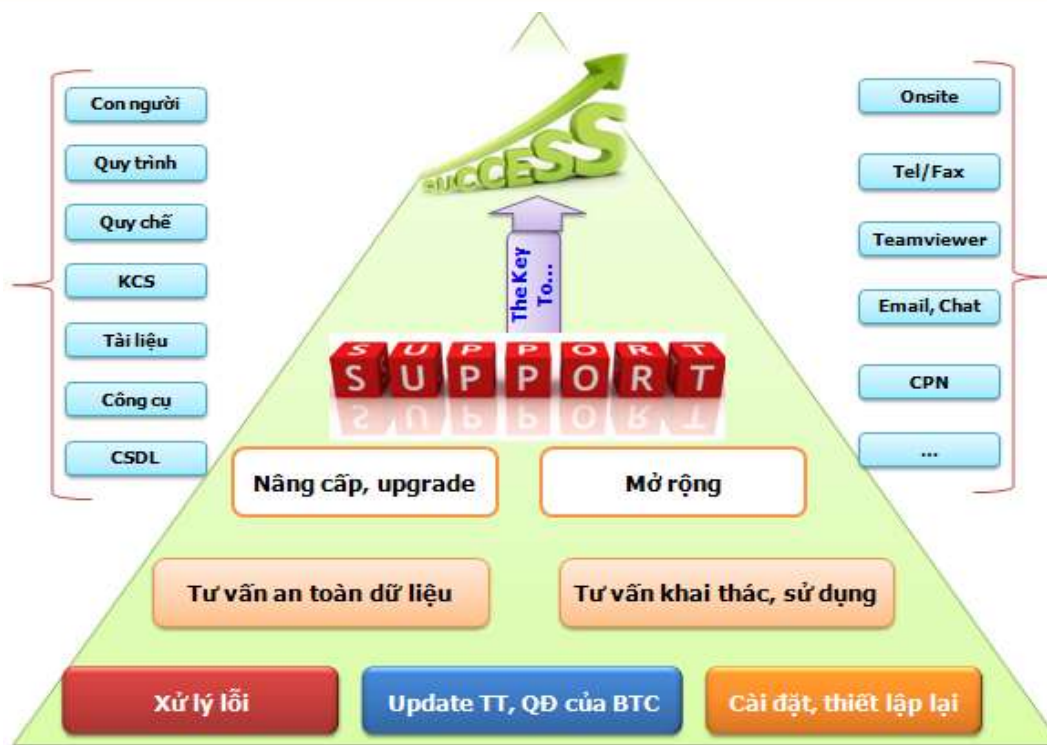 SUCCESS
Con người
Quy trình
Quy chế
KCS
Tài liệu
Công cụ
CSDL
Onsite
Tel/Fax
Teamviewer
Email, Chat
CPN
...
The Key
To...
SUPPORT
SUPPORT
Nâng cấp, upgrade
Mở rộng
Tư vấn an toàn dữ liệu
Tư vấn khai thác, sử dụng
Xử lý lỗi
Update TT, QĐ của BTC
Cài đặt, thiết lập lại